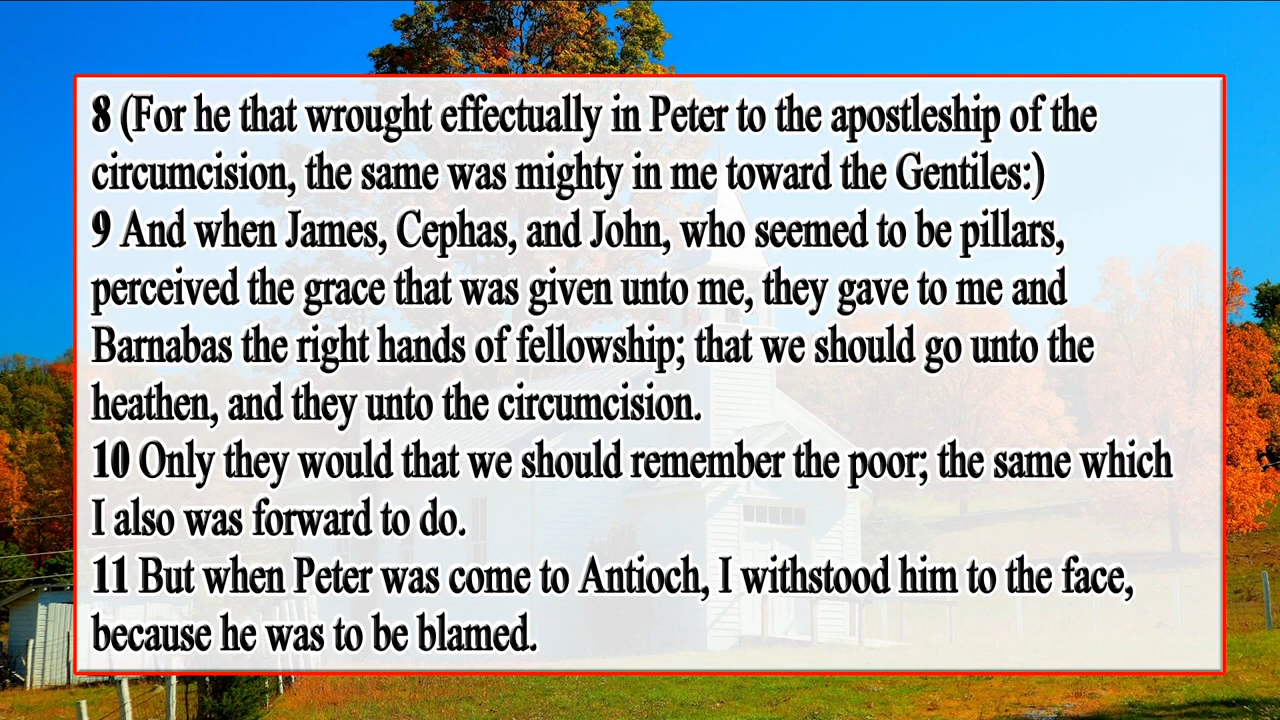 8 (For he that wrought effectually in Peter to the apostleship of the
circumcision, the same was mighty in me toward the Gentiles:)
9 And when James, Cephas, and John, who seemed to be pillars,
perceived the grace that was given unto me, they gave to me and
Barnabas the right hands of fellowship; that we should go unto the
heathen, and they unto the circumcision.
10 Only they would that we should remember the poor; the same which
I also was forward to do.
11 But when Peter was come to Antioch, I withstood him to the face,
because he was to be blamed.